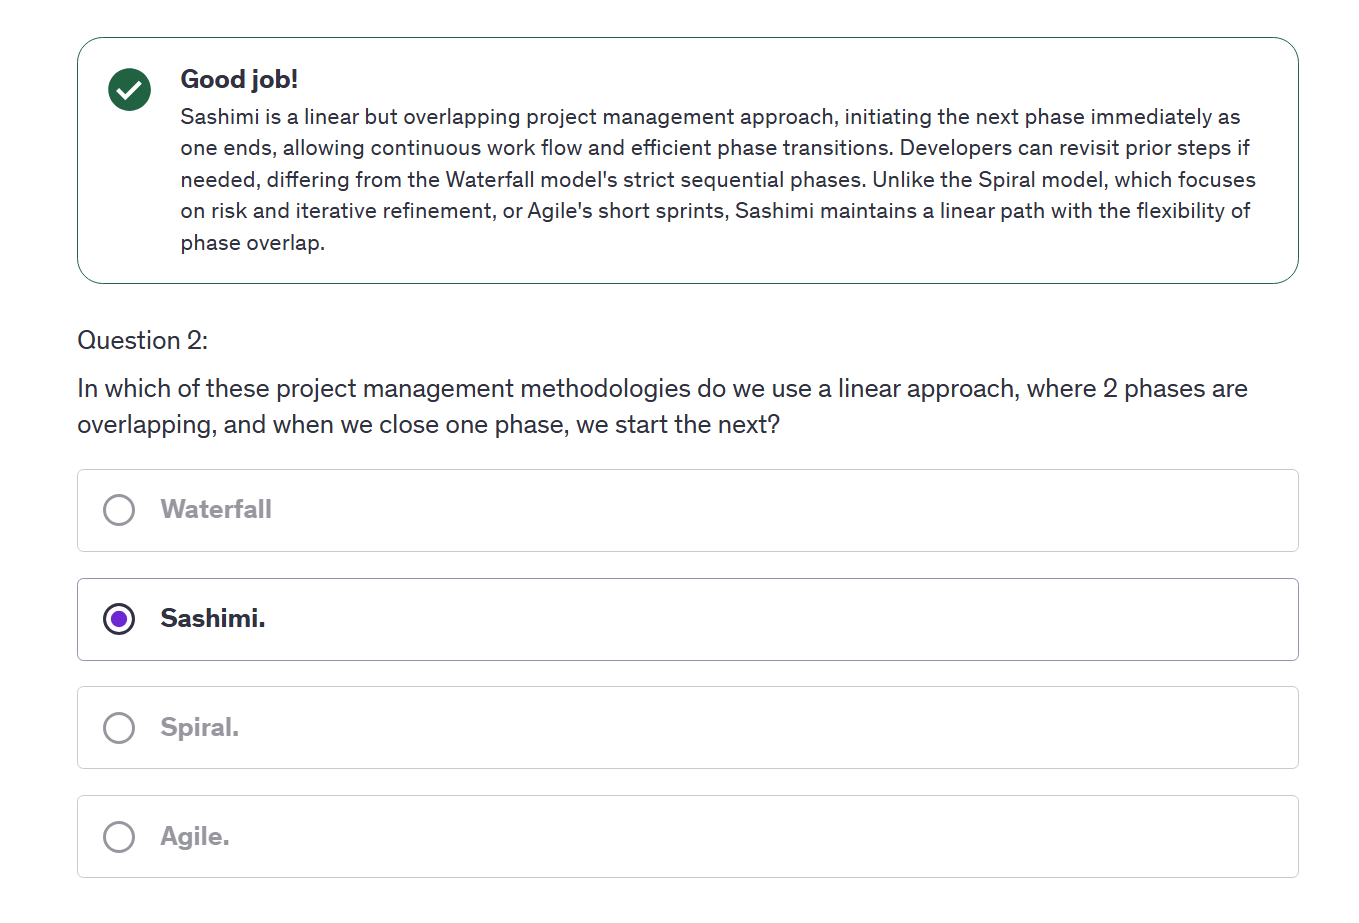 Good job!
Sashimi is a linear but overlapping project management approach, initiating the next phase immediately as
one ends, allowing continuous work flow and efficient phase transitions. Developers can revisit prior steps if
needed, differing from the Waterfall model's strict sequential phases. Unlike the Spiral model, which focuses
on risk and iterative refinement, or Agile's short sprints, Sashimi maintains a linear path with the flexibility of
phase overlap.
Question 2:
In which of these project management methodologies do we use a linear approach, where 2 phases are
overlapping, and when we close one phase, we start the next?
Waterfall
Sashimi.
Spiral.
Agile.